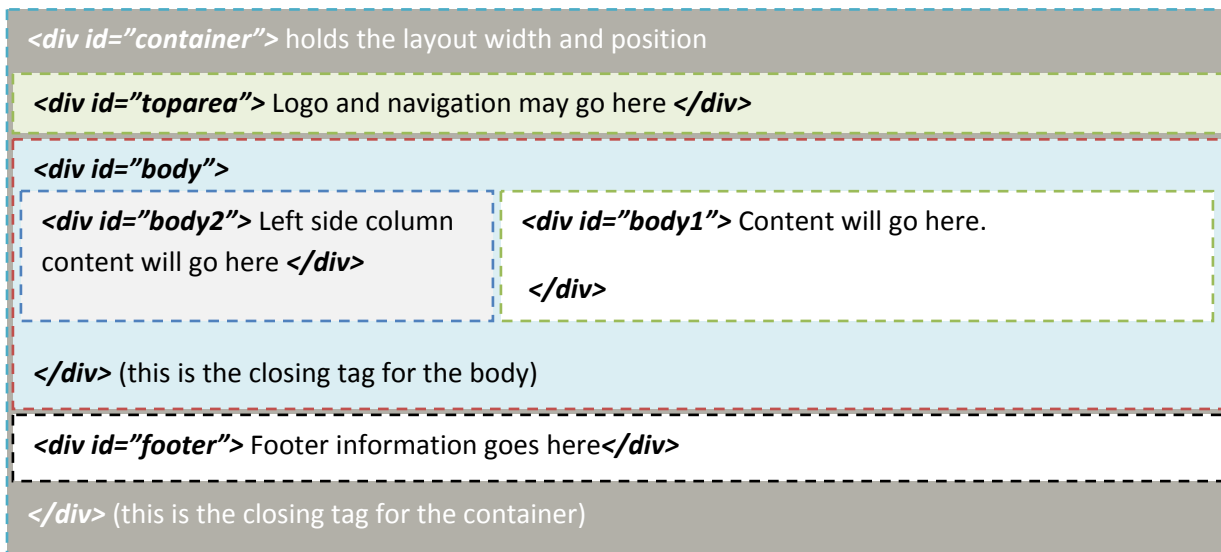 <div id=”container”> holds the layout width and position
<div id=”toparea”> Logo and navigation may go here </div>
<div id=”body”>
<div id=”body2”> Left side column
content will go here </div>
<div id=”body1”> Content will go here.
</div>
</div> (this is the closing tag for the body)
<div id=”footer”> Footer information goes here</div>
</div> (this is the closing tag for the container)